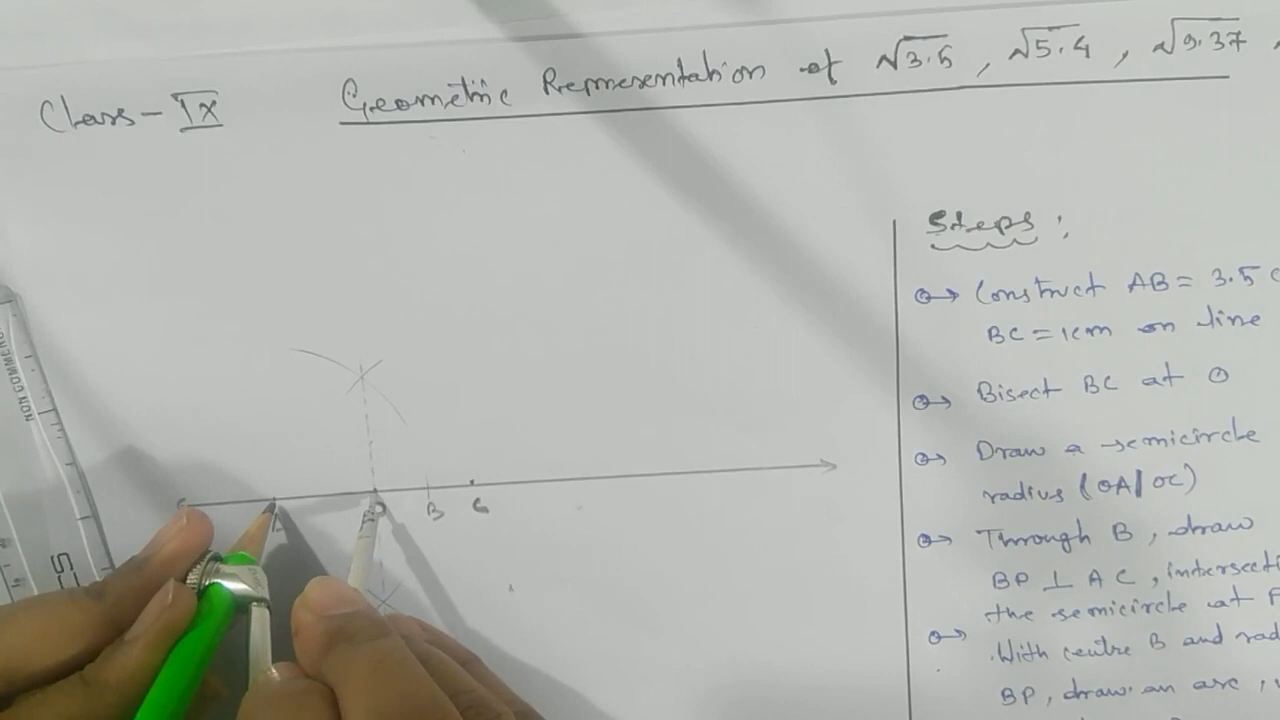 Class - IX
Geometric Representation of √3.5, √5.4, √9.37
Steps:
Construct AB = 3.5 c
BC = 1cm on line
Bisect BC at O
Draw a semicircle
radius (OA/OC)
Through B, draw
BP ⊥ AC, intersecti
the semicircle at P
With centre B and rad
BP, draw an arc,
A
B
C
NON COMMER